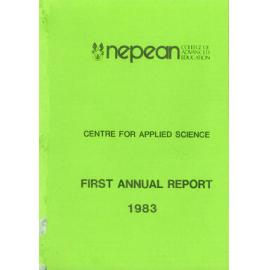 nepean COLLEGE OF
ADVANCED
EDUCATION
CENTRE FOR APPLIED SCIENCE
FIRST ANNUAL REPORT
1983